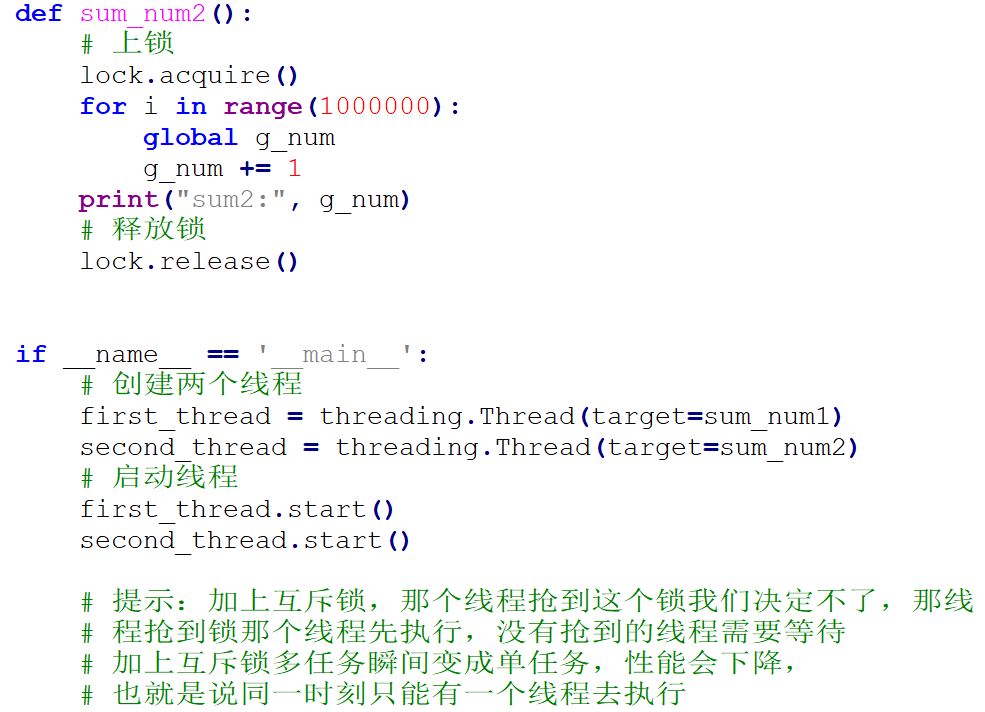 def sum_num2():
    # 上锁
    lock.acquire()
    for i in range(1000000):
        global g_num
        g_num += 1
    print("sum2:", g_num)
    # 释放锁
    lock.release()
if __name__ == '__main__':
    # 创建两个线程
    first_thread = threading.Thread(target=sum_num1)
    second_thread = threading.Thread(target=sum_num2)
    # 启动线程
    first_thread.start()
    second_thread.start()
    # 提示：加上互斥锁，那个线程抢到这个锁我们决定不了，那线
    # 程抢到锁那个线程先执行，没有抢到的线程需要等待
    # 加上互斥锁多任务瞬间变成单任务，性能会下降，
    # 也就是说同一时刻只能有一个线程去执行